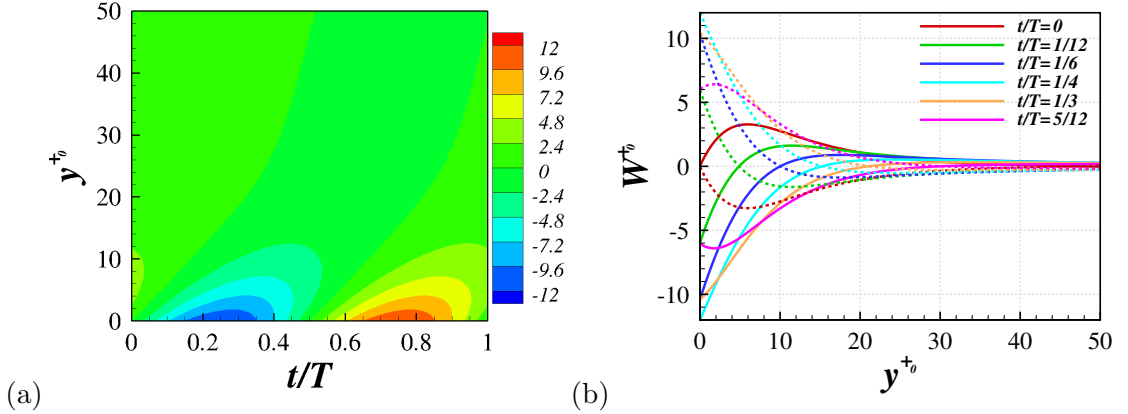 50
40
30
20
10
0
y⁺⁰
0 0.2 0.4 0.6 0.8 1
t/T
12
9.6
7.2
4.8
2.4
0
-2.4
-4.8
-7.2
-9.6
-12
(a)
10
5
0
-5
-10
W⁺⁰
0 10 20 30 40 50
y⁺⁰
t/T=0
t/T=1/12
t/T=1/6
t/T=1/4
t/T=1/3
t/T=5/12
(b)